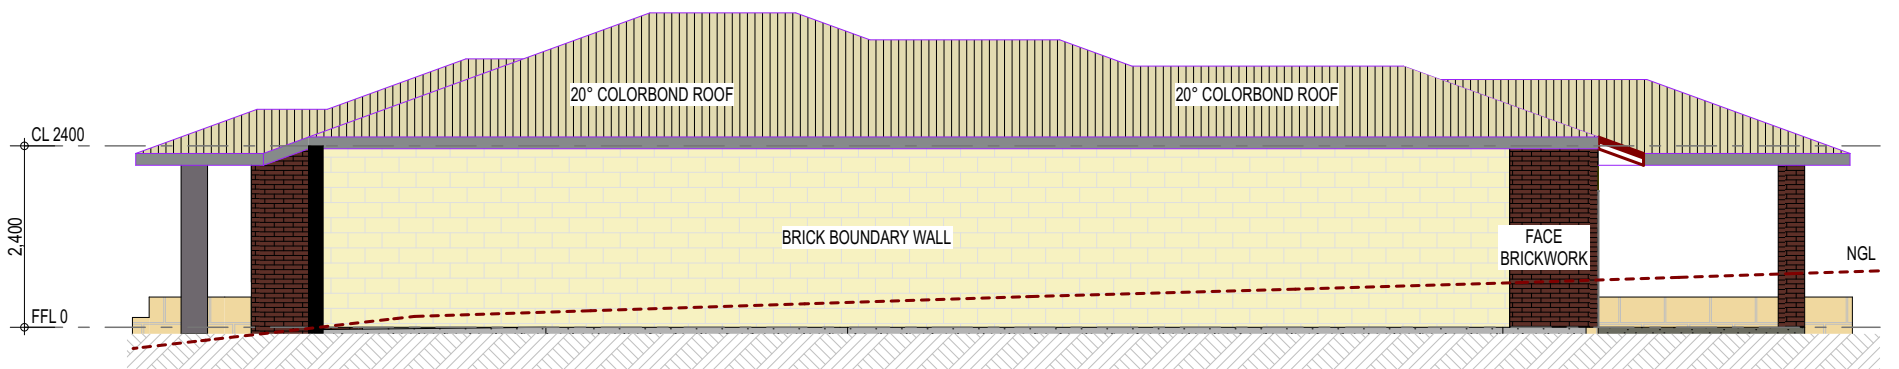 20° COLORBOND ROOF
20° COLORBOND ROOF
CL 2400
2,400
BRICK BOUNDARY WALL
FACE
BRICKWORK
NGL
FFL 0